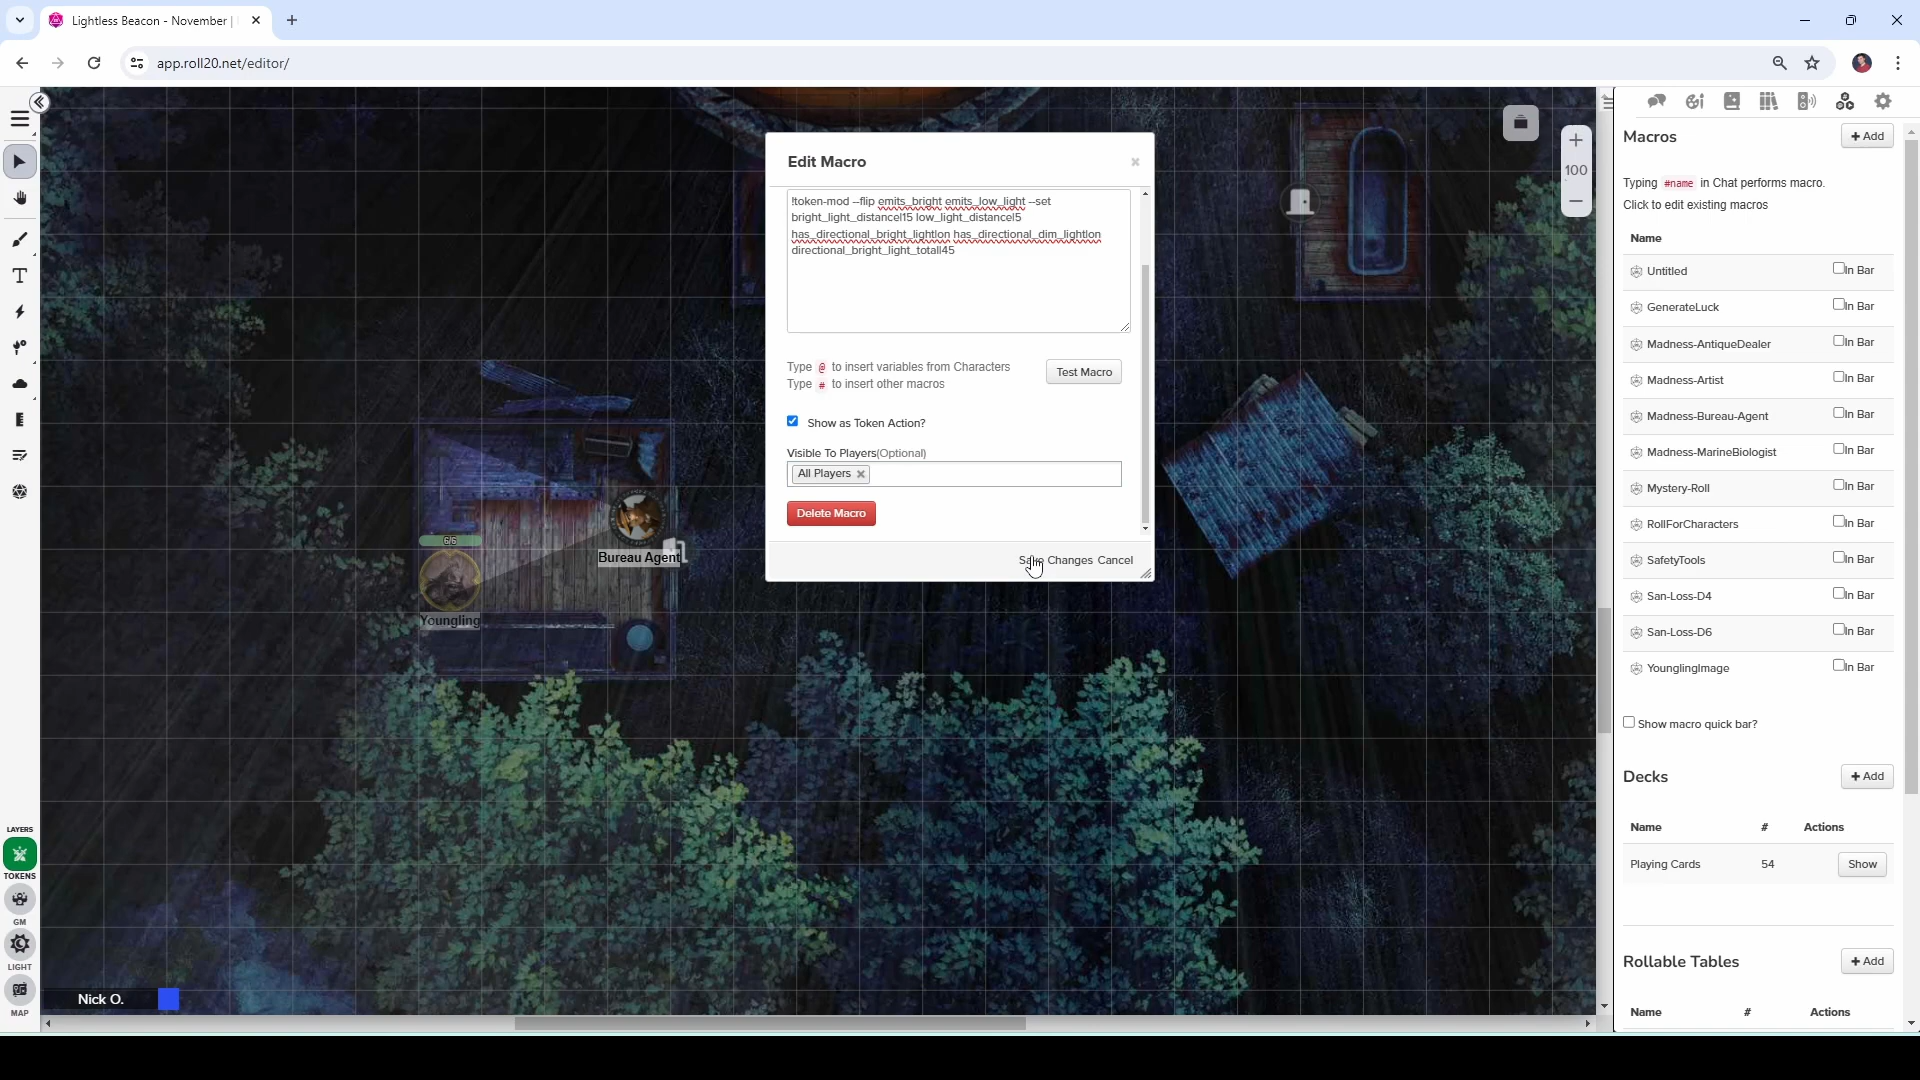 Lightless Beacon - November |
app.roll20.net/editor/
Edit Macro
!token-mod --flip emits_bright emits_low_light --set
bright_light_distance|15 low_light_distance|5
has_directional_bright_light|on has_directional_dim_light|on
directional_bright_light_total|45
Type @ to insert variables from Characters
Type # to insert other macros
Test Macro
Show as Token Action?
Visible To Players(Optional)
All Players
Delete Macro
Save Changes Cancel
100
Macros
+ Add
Typing #name in Chat performs macro.
Click to edit existing macros
Name
Untitled In Bar
GenerateLuck In Bar
Madness-AntiqueDealer In Bar
Madness-Artist In Bar
Madness-Bureau-Agent In Bar
Madness-MarineBiologist In Bar
Mystery-Roll In Bar
RollForCharacters In Bar
SafetyTools In Bar
San-Loss-D4 In Bar
San-Loss-D6 In Bar
YounglingImage In Bar
Show macro quick bar?
Decks
+ Add
Name # Actions
Playing Cards 54 Show
Rollable Tables
+ Add
Name # Actions
6/6
Bureau Agent
Youngling
LAYERS
TOKENS
GM
LIGHT
MAP
Nick O.